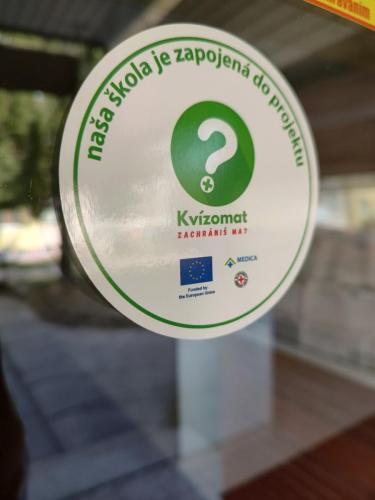 naša škola je zapojená do projektu
Kvízomat
ZACHRÁNIŠ MA?
Funded by
the European Union
MEDICA